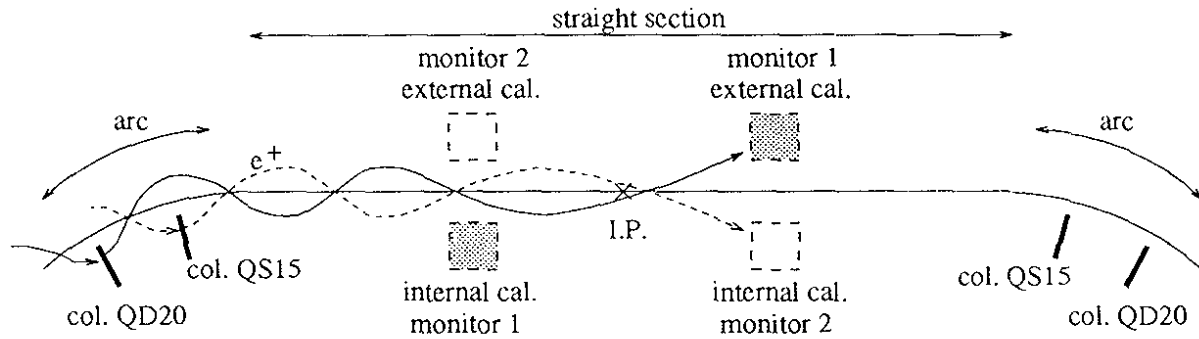 straight section
monitor 2
external cal.
monitor 1
external cal.
arc
arc
e+
I.P.
col. QS15
col. QD20
internal cal.
monitor 1
internal cal.
monitor 2
col. QS15
col. QD20